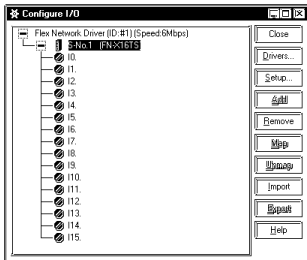 Configure I/O
Flex Network Driver (ID:#1) (Speed:6Mbps)
S-No.1 (FN-X16TS
I0.
I1.
I2.
I3.
I4.
I5.
I6.
I7.
I8.
I9.
I10.
I11.
I12.
I13.
I14.
I15.
Close
Drivers...
Setup...
Add
Remove
Map
Unmap
Import
Export
Help